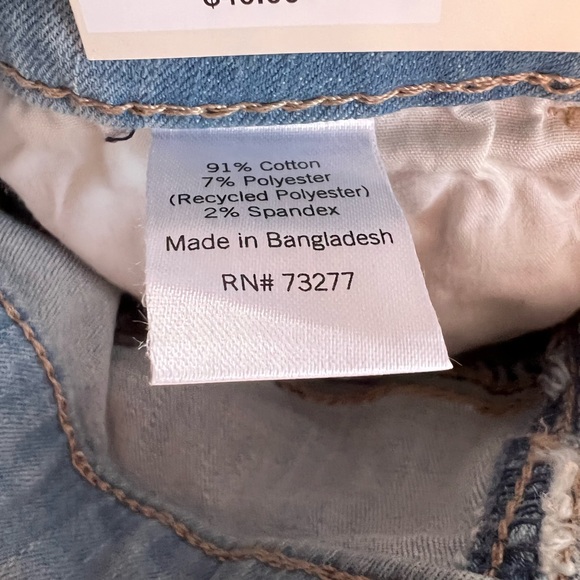 91% Cotton
7% Polyester
(Recycled Polyester)
2% Spandex
Made in Bangladesh
RN# 73277